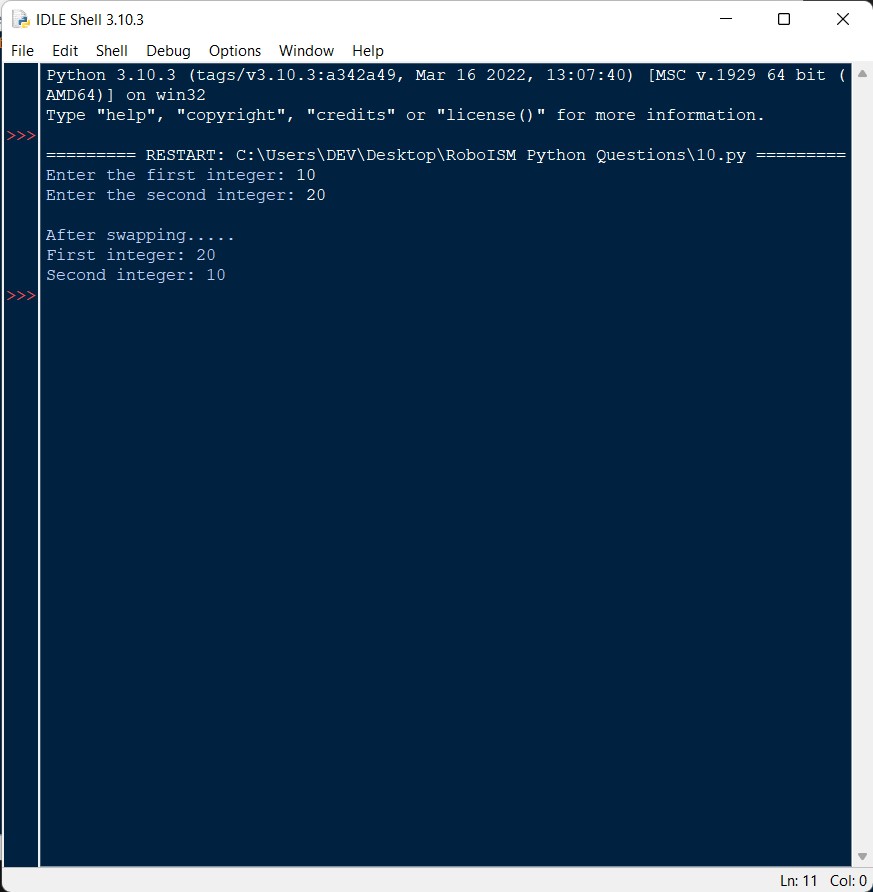 IDLE Shell 3.10.3
File Edit Shell Debug Options Window Help
Python 3.10.3 (tags/v3.10.3:a342a49, Mar 16 2022, 13:07:40) [MSC v.1929 64 bit (
AMD64)] on win32
Type "help", "copyright", "credits" or "license()" for more information.
>>>
========= RESTART: C:\Users\DEV\Desktop\RoboISM Python Questions\10.py =========
Enter the first integer: 10
Enter the second integer: 20
After swapping.....
First integer: 20
Second integer: 10
>>>
Ln: 11 Col: 0